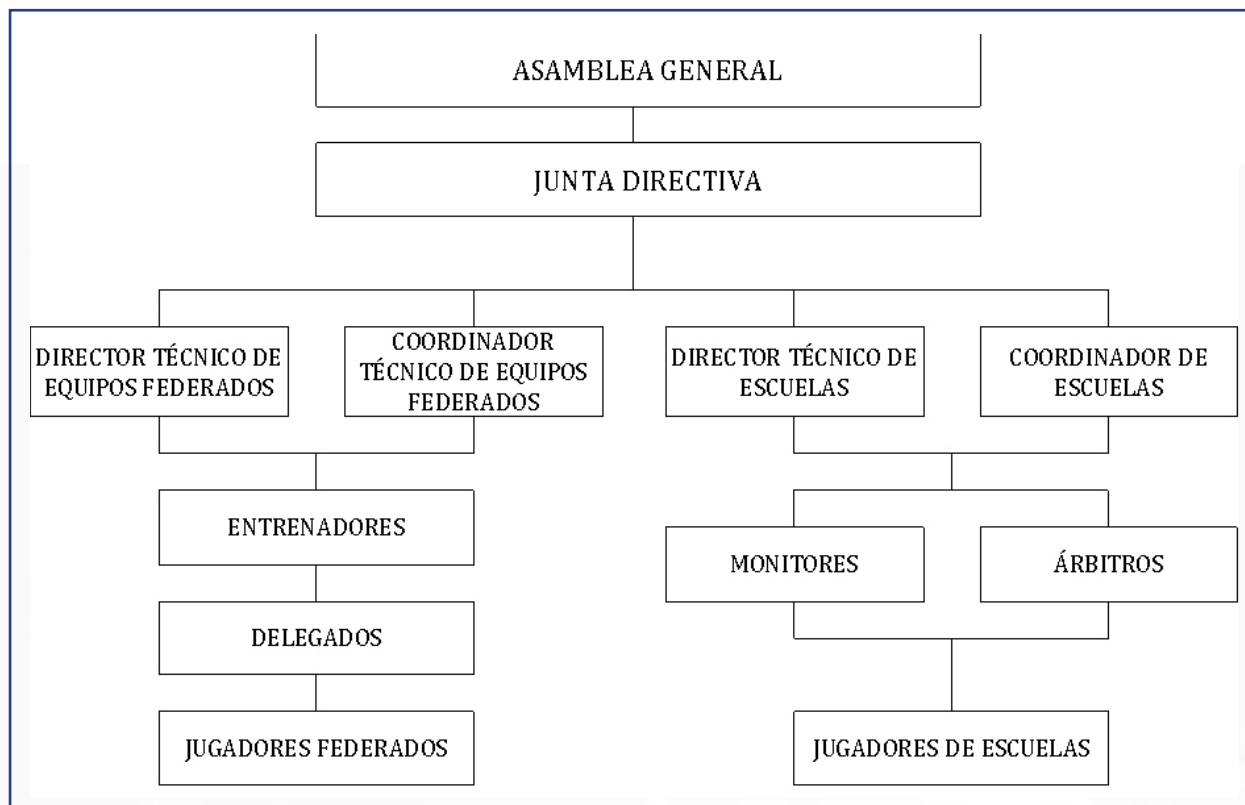 ASAMBLEA GENERAL
JUNTA DIRECTIVA
DIRECTOR TÉCNICO DE
EQUIPOS FEDERADOS
COORDINADOR
TÉCNICO DE EQUIPOS
FEDERADOS
DIRECTOR TÉCNICO DE
ESCUELAS
COORDINADOR DE
ESCUELAS
ENTRENADORES
MONITORES
ÁRBITROS
DELEGADOS
JUGADORES FEDERADOS
JUGADORES DE ESCUELAS